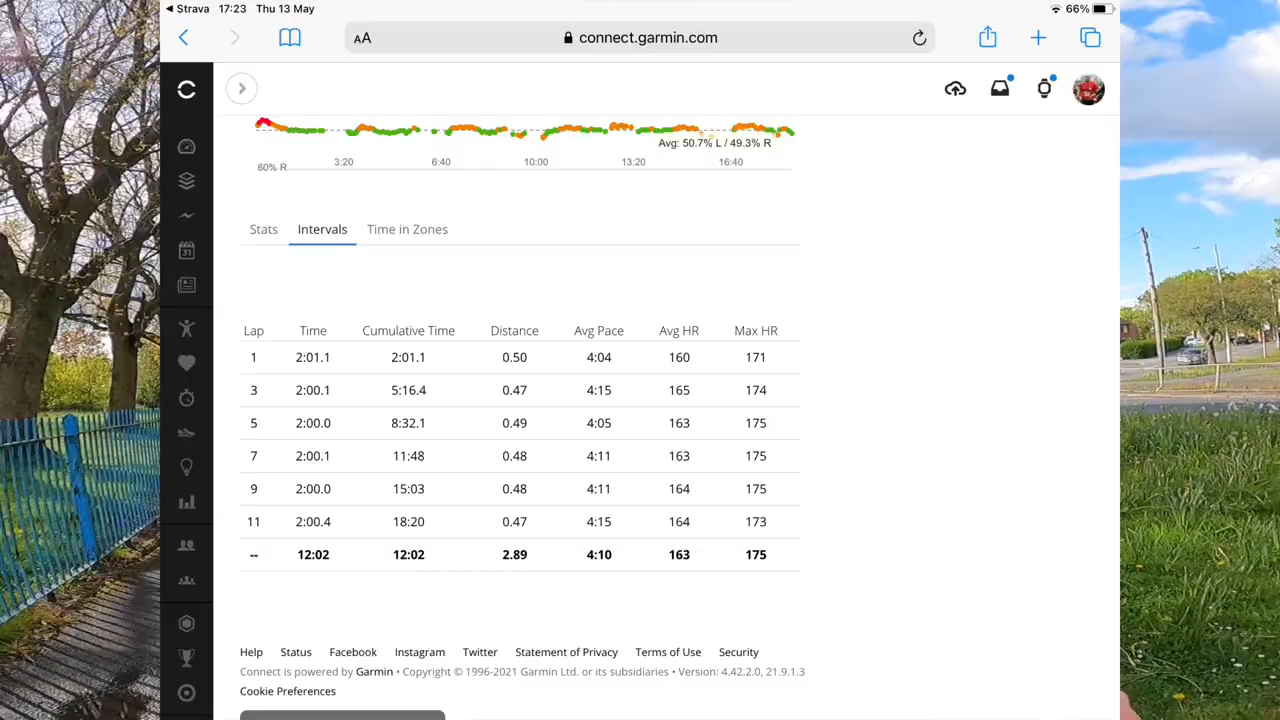 Strava 17:23 Thu 13 May 66%
AA connect.garmin.com
Avg: 50.7% L / 49.3% R
60% R 3:20 6:40 10:00 13:20 16:40
Stats Intervals Time in Zones
Lap Time Cumulative Time Distance Avg Pace Avg HR Max HR
1 2:01.1 2:01.1 0.50 4:04 160 171
3 2:00.1 5:16.4 0.47 4:15 165 174
5 2:00.0 8:32.1 0.49 4:05 163 175
7 2:00.1 11:48 0.48 4:11 163 175
9 2:00.0 15:03 0.48 4:11 164 175
11 2:00.4 18:20 0.47 4:15 164 173
-- 12:02 12:02 2.89 4:10 163 175
Help Status Facebook Instagram Twitter Statement of Privacy Terms of Use Security
Connect is powered by Garmin • Copyright © 1996-2021 Garmin Ltd. or its subsidiaries • Version: 4.42.2.0, 21.9.1.3
Cookie Preferences